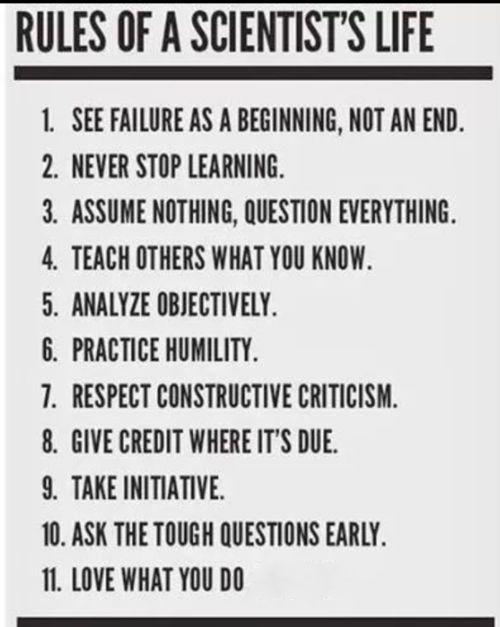 RULES OF A SCIENTIST'S LIFE
1. SEE FAILURE AS A BEGINNING, NOT AN END.
2. NEVER STOP LEARNING.
3. ASSUME NOTHING, QUESTION EVERYTHING.
4. TEACH OTHERS WHAT YOU KNOW.
5. ANALYZE OBJECTIVELY.
6. PRACTICE HUMILITY.
7. RESPECT CONSTRUCTIVE CRITICISM.
8. GIVE CREDIT WHERE IT'S DUE.
9. TAKE INITIATIVE.
10. ASK THE TOUGH QUESTIONS EARLY.
11. LOVE WHAT YOU DO